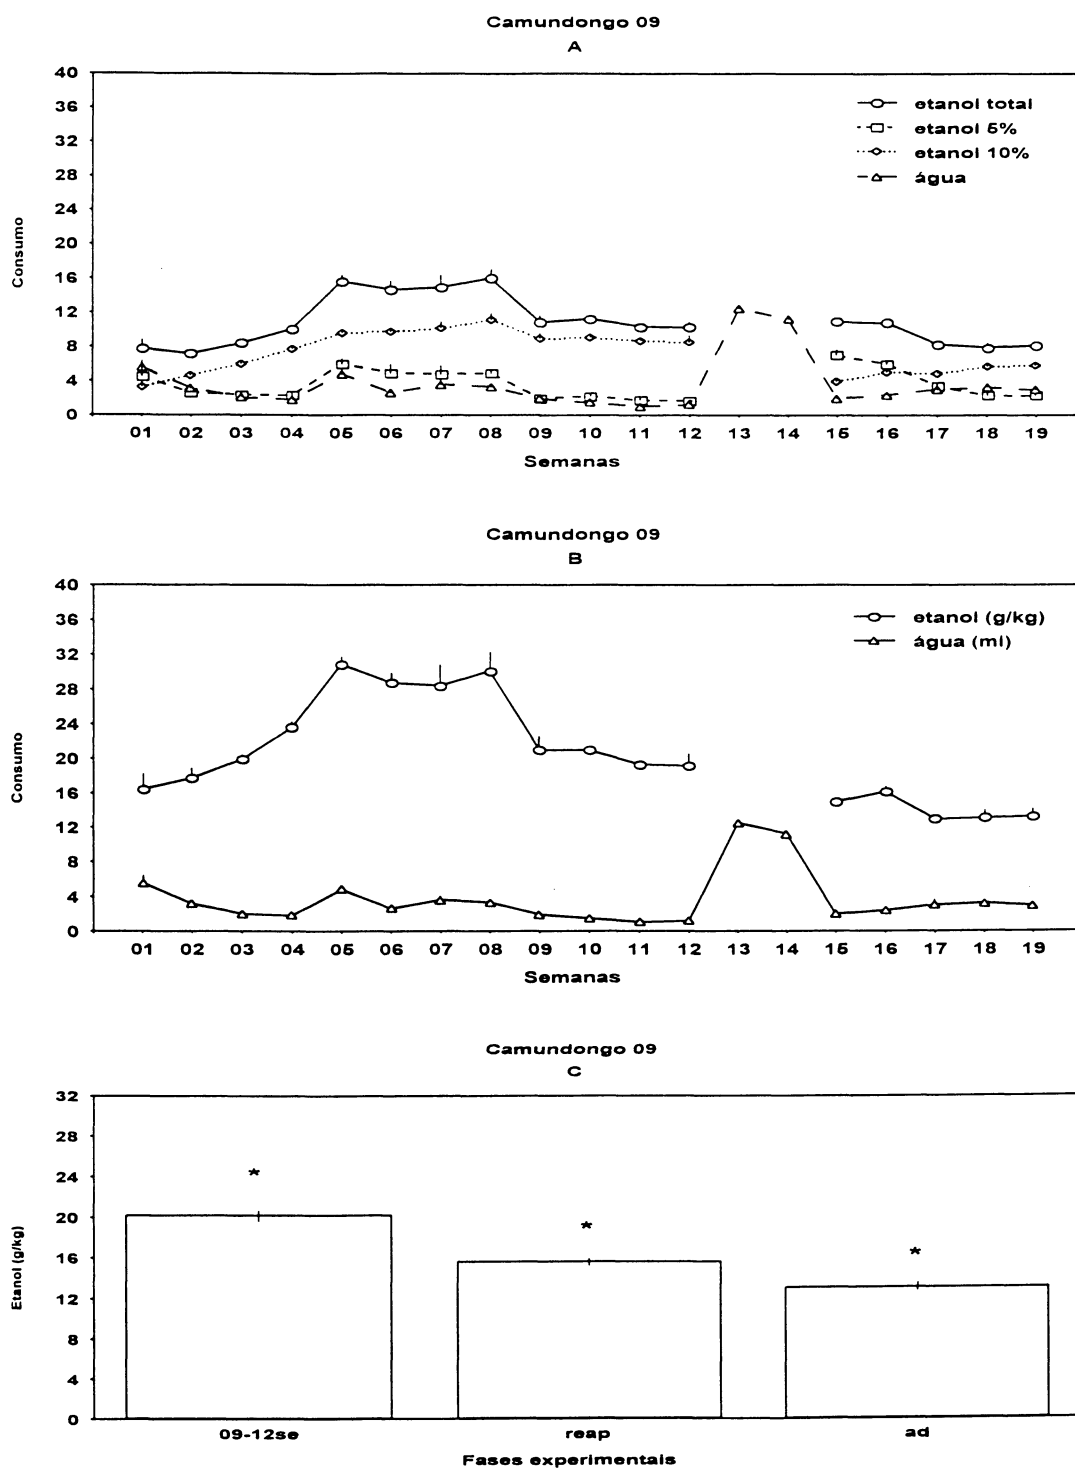 Camundongo 09
A
40
36
32
28
24
20
16
12
8
4
0
Consumo
etanol total
etanol 5%
etanol 10%
água
01 02 03 04 05 06 07 08 09 10 11 12 13 14 15 16 17 18 19
Semanas
Camundongo 09
B
40
36
32
28
24
20
16
12
8
4
0
Consumo
etanol (g/kg)
água (ml)
01 02 03 04 05 06 07 08 09 10 11 12 13 14 15 16 17 18 19
Semanas
Camundongo 09
C
32
28
24
20
16
12
8
4
0
Etanol (g/kg)
* * *
09-12se reap ad
Fases experimentais